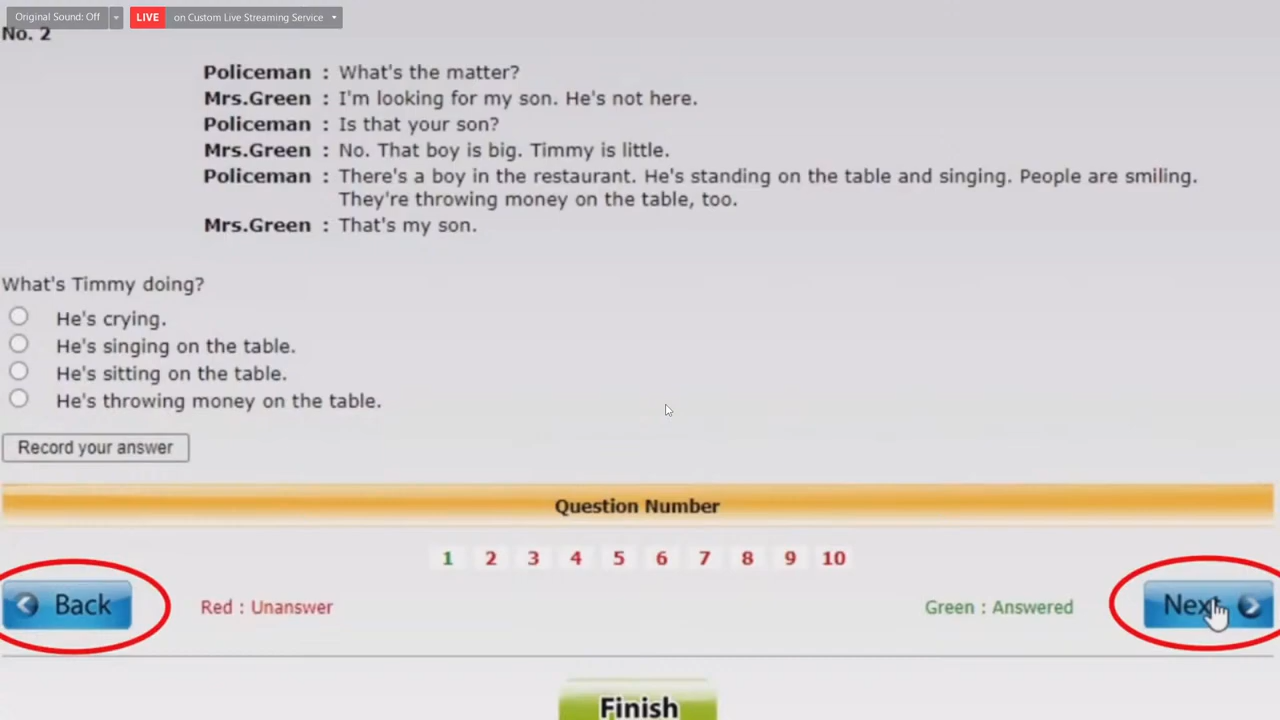 Original Sound: Off
LIVE on Custom Live Streaming Service
No. 2
Policeman : What's the matter?
Mrs.Green : I'm looking for my son. He's not here.
Policeman : Is that your son?
Mrs.Green : No. That boy is big. Timmy is little.
Policeman : There's a boy in the restaurant. He's standing on the table and singing. People are smiling.
They're throwing money on the table, too.
Mrs.Green : That's my son.
What's Timmy doing?
He's crying.
He's singing on the table.
He's sitting on the table.
He's throwing money on the table.
Record your answer
Question Number
1 2 3 4 5 6 7 8 9 10
Back
Red : Unanswer
Green : Answered
Next
Finish